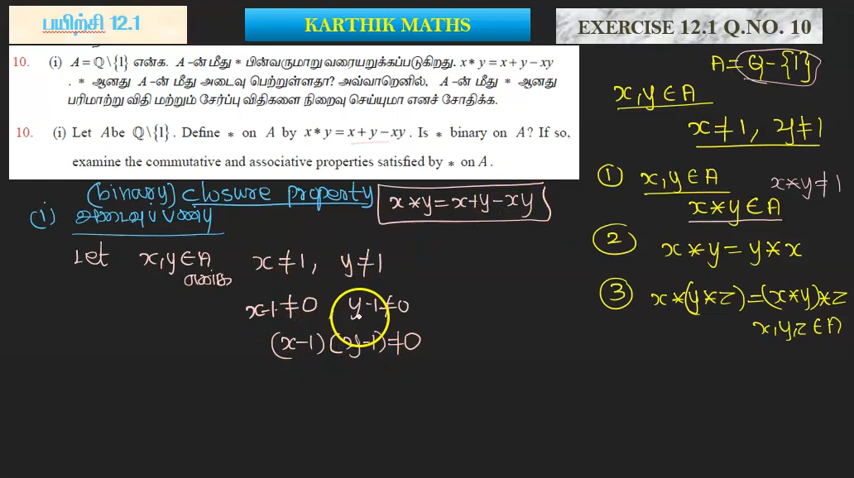 பயிற்சி 12.1
KARTHIK MATHS
EXERCISE 12.1 Q.NO. 10
10. (i) A = ℚ \ {1} என்க. A-ன் மீது * பின்வருமாறு வரையறுக்கப்படுகிறது. x * y = x + y − xy
. * ஆனது A-ன் மீது அடைவு பெற்றுள்ளதா? அவ்வாறெனில், A-ன் மீது * ஆனது
பரிமாற்று விதி மற்றும் சேர்ப்பு விதிகளை நிறைவு செய்யுமா எனச் சோதிக்க.
10. (i) Let A be ℚ \ {1} . Define * on A by x * y = x + y − xy . Is * binary on A? If so,
examine the commutative and associative properties satisfied by * on A .
(binary) closure property
(i) அடைவுப் பண்பு
x * y = x + y − xy
Let x, y ∈ A x ≠ 1, y ≠ 1
என்க
x-1 ≠ 0 y-1 ≠ 0
(x-1) (y-1) ≠ 0
A = Q - {1}
x, y ∈ A
x ≠ 1, y ≠ 1
① x, y ∈ A x * y ≠ 1
x * y ∈ A
② x * y = y * x
③ x * (y * z) = (x * y) * z
x, y, z ∈ A